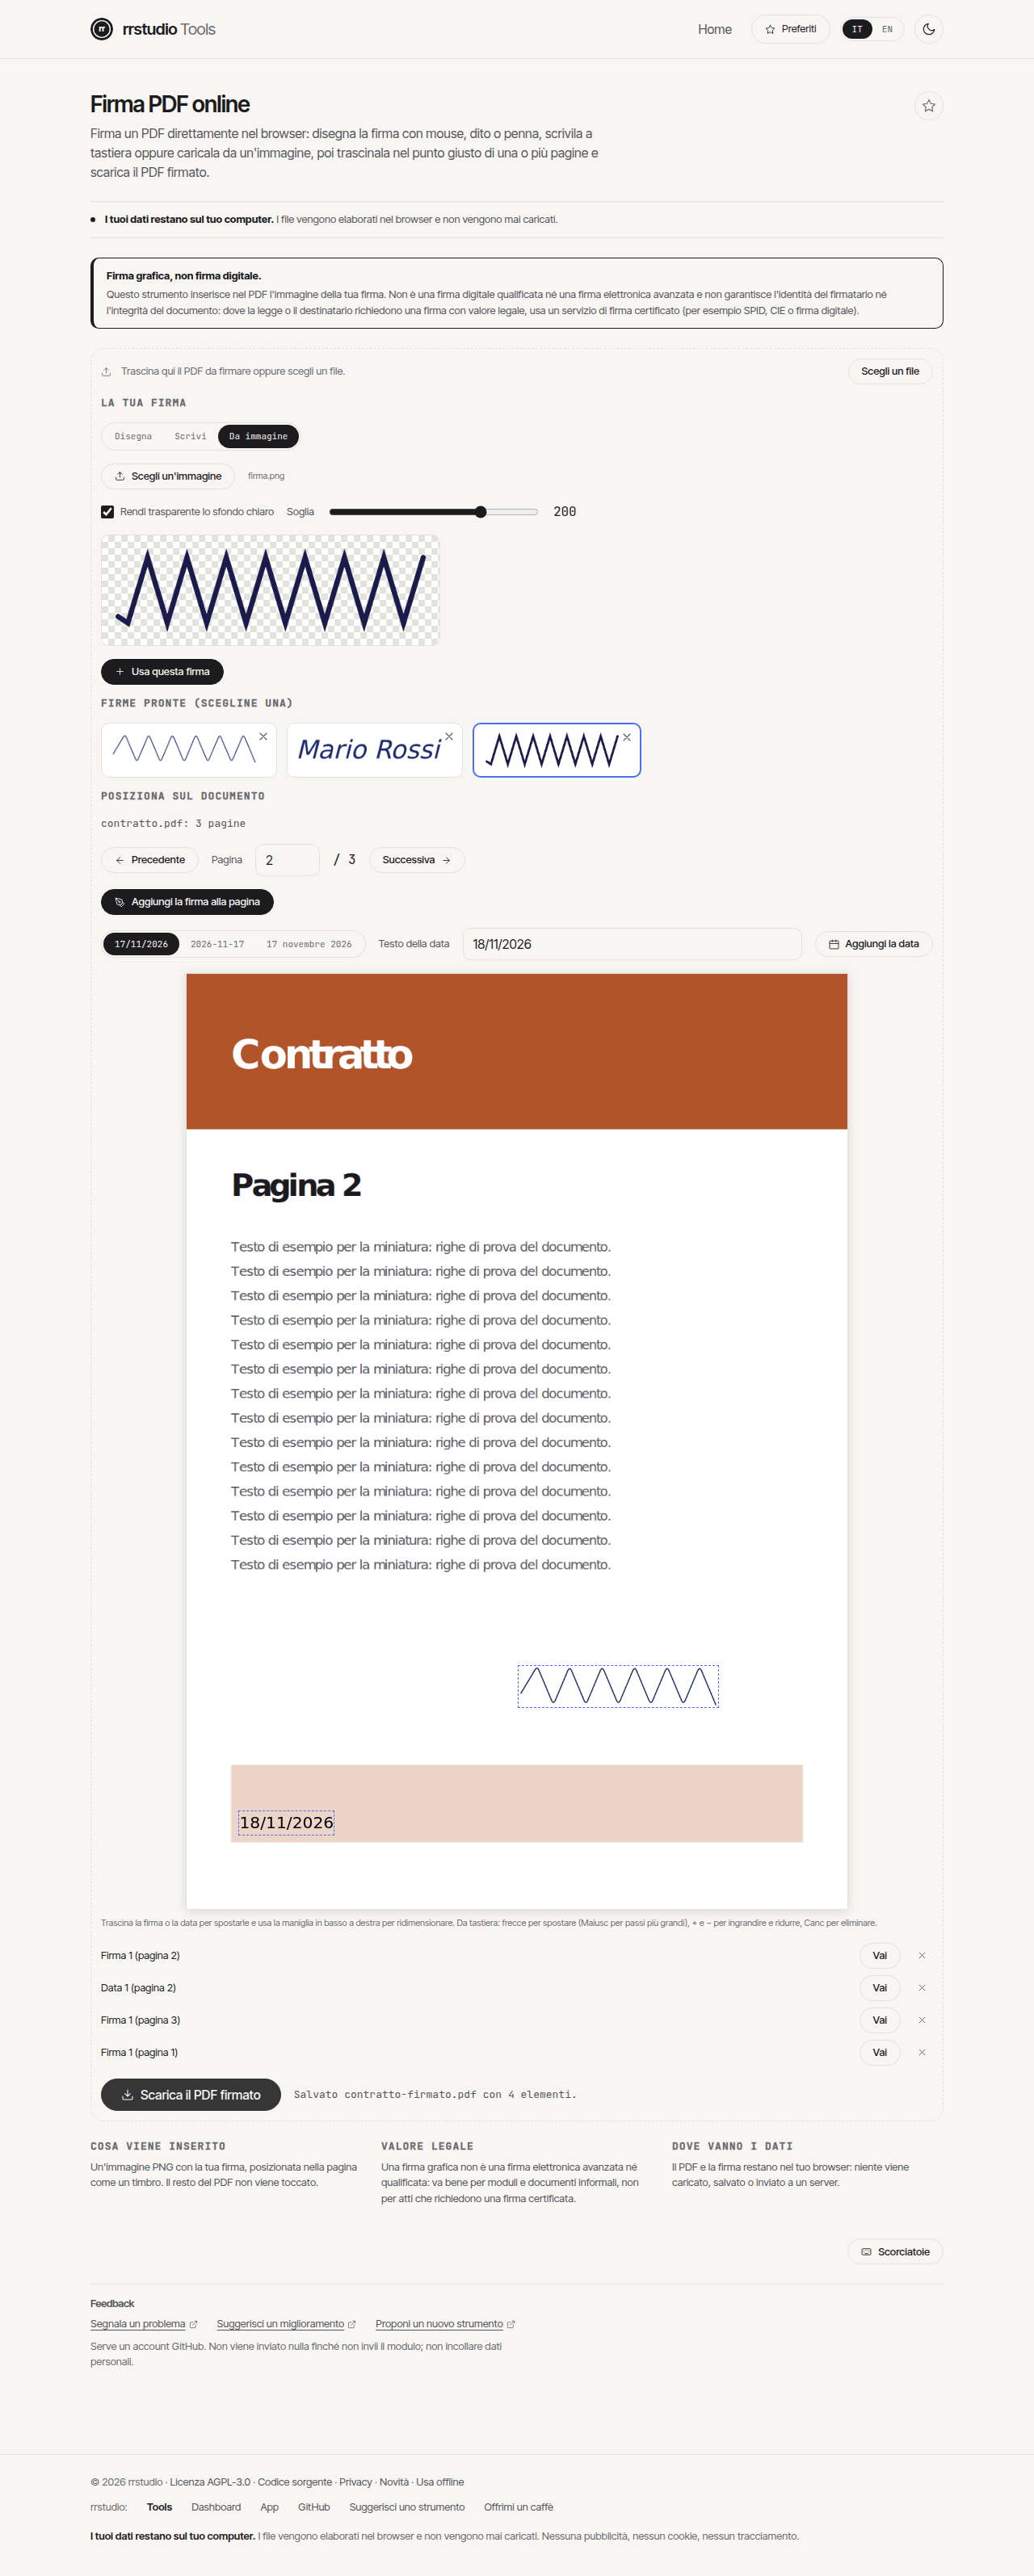 rr rrstudio Tools
Home Preferiti IT EN
Firma PDF online
Firma un PDF direttamente nel browser: disegna la firma con mouse, dito o penna, scrivila a
tastiera oppure caricala da un'immagine, poi trascinala nel punto giusto di una o più pagine e
scarica il PDF firmato.
I tuoi dati restano sul tuo computer. I file vengono elaborati nel browser e non vengono mai caricati.
Firma grafica, non firma digitale.
Questo strumento inserisce nel PDF l'immagine della tua firma. Non è una firma digitale qualificata né una firma elettronica avanzata e non garantisce l'identità del firmatario né
l'integrità del documento: dove la legge o il destinatario richiedono una firma con valore legale, usa un servizio di firma certificato (per esempio SPID, CIE o firma digitale).
Trascina qui il PDF da firmare oppure scegli un file. Scegli un file
LA TUA FIRMA
Disegna Scrivi Da immagine
Scegli un'immagine firma.png
Rendi trasparente lo sfondo chiaro Soglia 200
+ Usa questa firma
FIRME PRONTE (SCEGLINE UNA)
Mario Rossi
POSIZIONA SUL DOCUMENTO
contratto.pdf: 3 pagine
← Precedente Pagina 2 / 3 Successiva →
Aggiungi la firma alla pagina
17/11/2026 2026-11-17 17 novembre 2026 Testo della data 18/11/2026 Aggiungi la data
Contratto
Pagina 2
Testo di esempio per la miniatura: righe di prova del documento.
Testo di esempio per la miniatura: righe di prova del documento.
Testo di esempio per la miniatura: righe di prova del documento.
Testo di esempio per la miniatura: righe di prova del documento.
Testo di esempio per la miniatura: righe di prova del documento.
Testo di esempio per la miniatura: righe di prova del documento.
Testo di esempio per la miniatura: righe di prova del documento.
Testo di esempio per la miniatura: righe di prova del documento.
Testo di esempio per la miniatura: righe di prova del documento.
Testo di esempio per la miniatura: righe di prova del documento.
Testo di esempio per la miniatura: righe di prova del documento.
Testo di esempio per la miniatura: righe di prova del documento.
Testo di esempio per la miniatura: righe di prova del documento.
Testo di esempio per la miniatura: righe di prova del documento.
18/11/2026
Trascina la firma o la data per spostarle e usa la maniglia in basso a destra per ridimensionare. Da tastiera: frecce per spostare (Maiusc per passi più grandi), + e − per ingrandire e ridurre, Canc per eliminare.
Firma 1 (pagina 2) Vai
Data 1 (pagina 2) Vai
Firma 1 (pagina 3) Vai
Firma 1 (pagina 1) Vai
Scarica il PDF firmato Salvato contratto-firmato.pdf con 4 elementi.
COSA VIENE INSERITO
Un'immagine PNG con la tua firma, posizionata nella pagina
come un timbro. Il resto del PDF non viene toccato.
VALORE LEGALE
Una firma grafica non è una firma elettronica avanzata né
qualificata: va bene per moduli e documenti informali, non
per atti che richiedono una firma certificata.
DOVE VANNO I DATI
Il PDF e la firma restano nel tuo browser: niente viene
caricato, salvato o inviato a un server.
Scorciatoie
Feedback
Segnala un problema Suggerisci un miglioramento Proponi un nuovo strumento
Serve un account GitHub. Non viene inviato nulla finché non invii il modulo; non incollare dati
personali.
© 2026 rrstudio · Licenza AGPL-3.0 · Codice sorgente · Privacy · Novità · Usa offline
rrstudio: Tools Dashboard App GitHub Suggerisci uno strumento Offrimi un caffè
I tuoi dati restano sul tuo computer. I file vengono elaborati nel browser e non vengono mai caricati. Nessuna pubblicità, nessun cookie, nessun tracciamento.